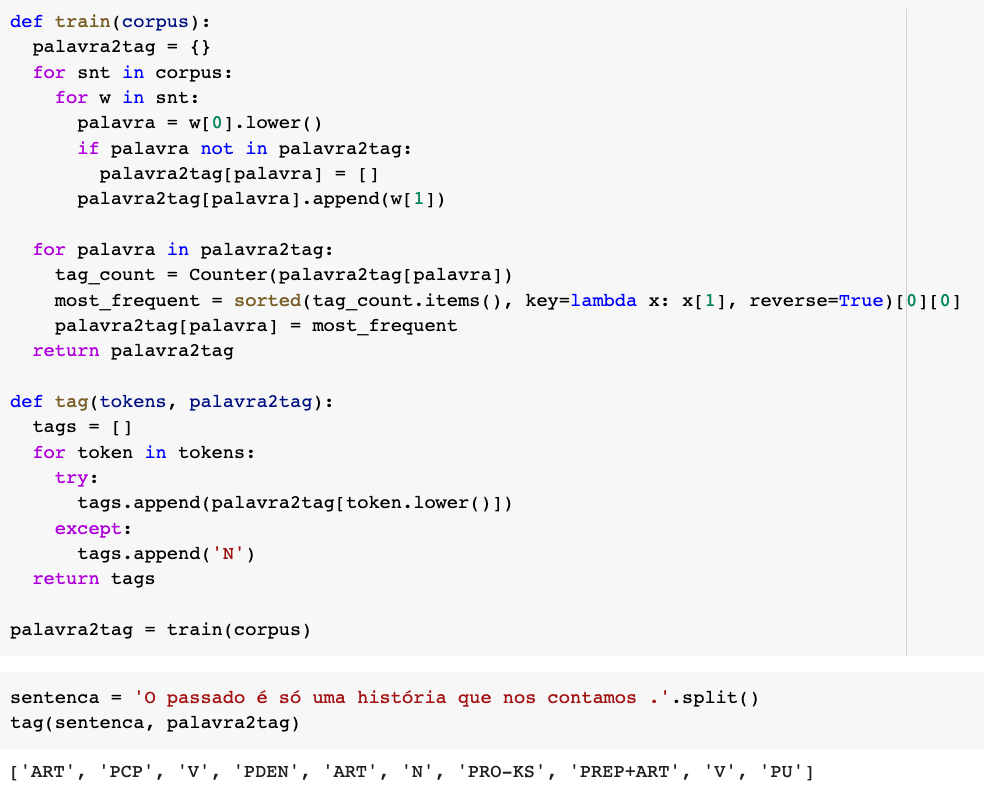 def train(corpus):
  palavra2tag = {}
  for snt in corpus:
    for w in snt:
      palavra = w[0].lower()
      if palavra not in palavra2tag:
        palavra2tag[palavra] = []
      palavra2tag[palavra].append(w[1])

  for palavra in palavra2tag:
    tag_count = Counter(palavra2tag[palavra])
    most_frequent = sorted(tag_count.items(), key=lambda x: x[1], reverse=True)[0][0]
    palavra2tag[palavra] = most_frequent
  return palavra2tag

def tag(tokens, palavra2tag):
  tags = []
  for token in tokens:
    try:
      tags.append(palavra2tag[token.lower()])
    except:
      tags.append('N')
  return tags

palavra2tag = train(corpus)

sentenca = 'O passado é só uma história que nos contamos .'.split()
tag(sentenca, palavra2tag)

['ART', 'PCP', 'V', 'PDEN', 'ART', 'N', 'PRO-KS', 'PREP+ART', 'V', 'PU']